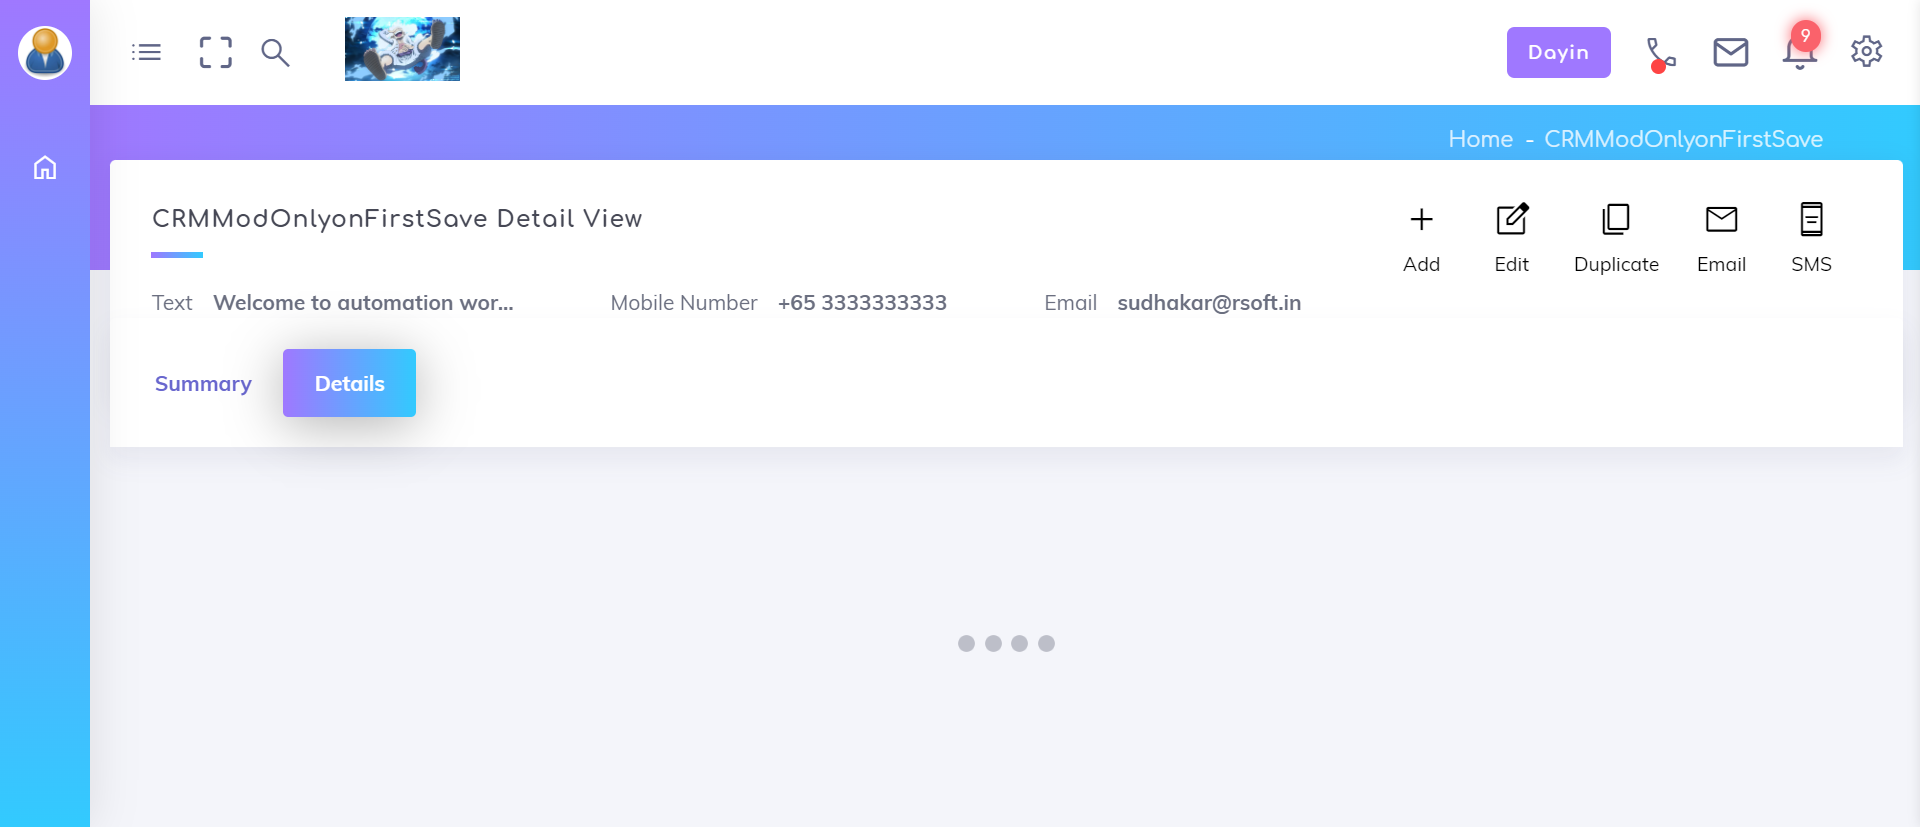 Dayin
9
Home - CRMModOnlyonFirstSave
CRMModOnlyonFirstSave Detail View
Add Edit Duplicate Email SMS
Text Welcome to automation wor... Mobile Number +65 3333333333 Email sudhakar@rsoft.in
Summary Details